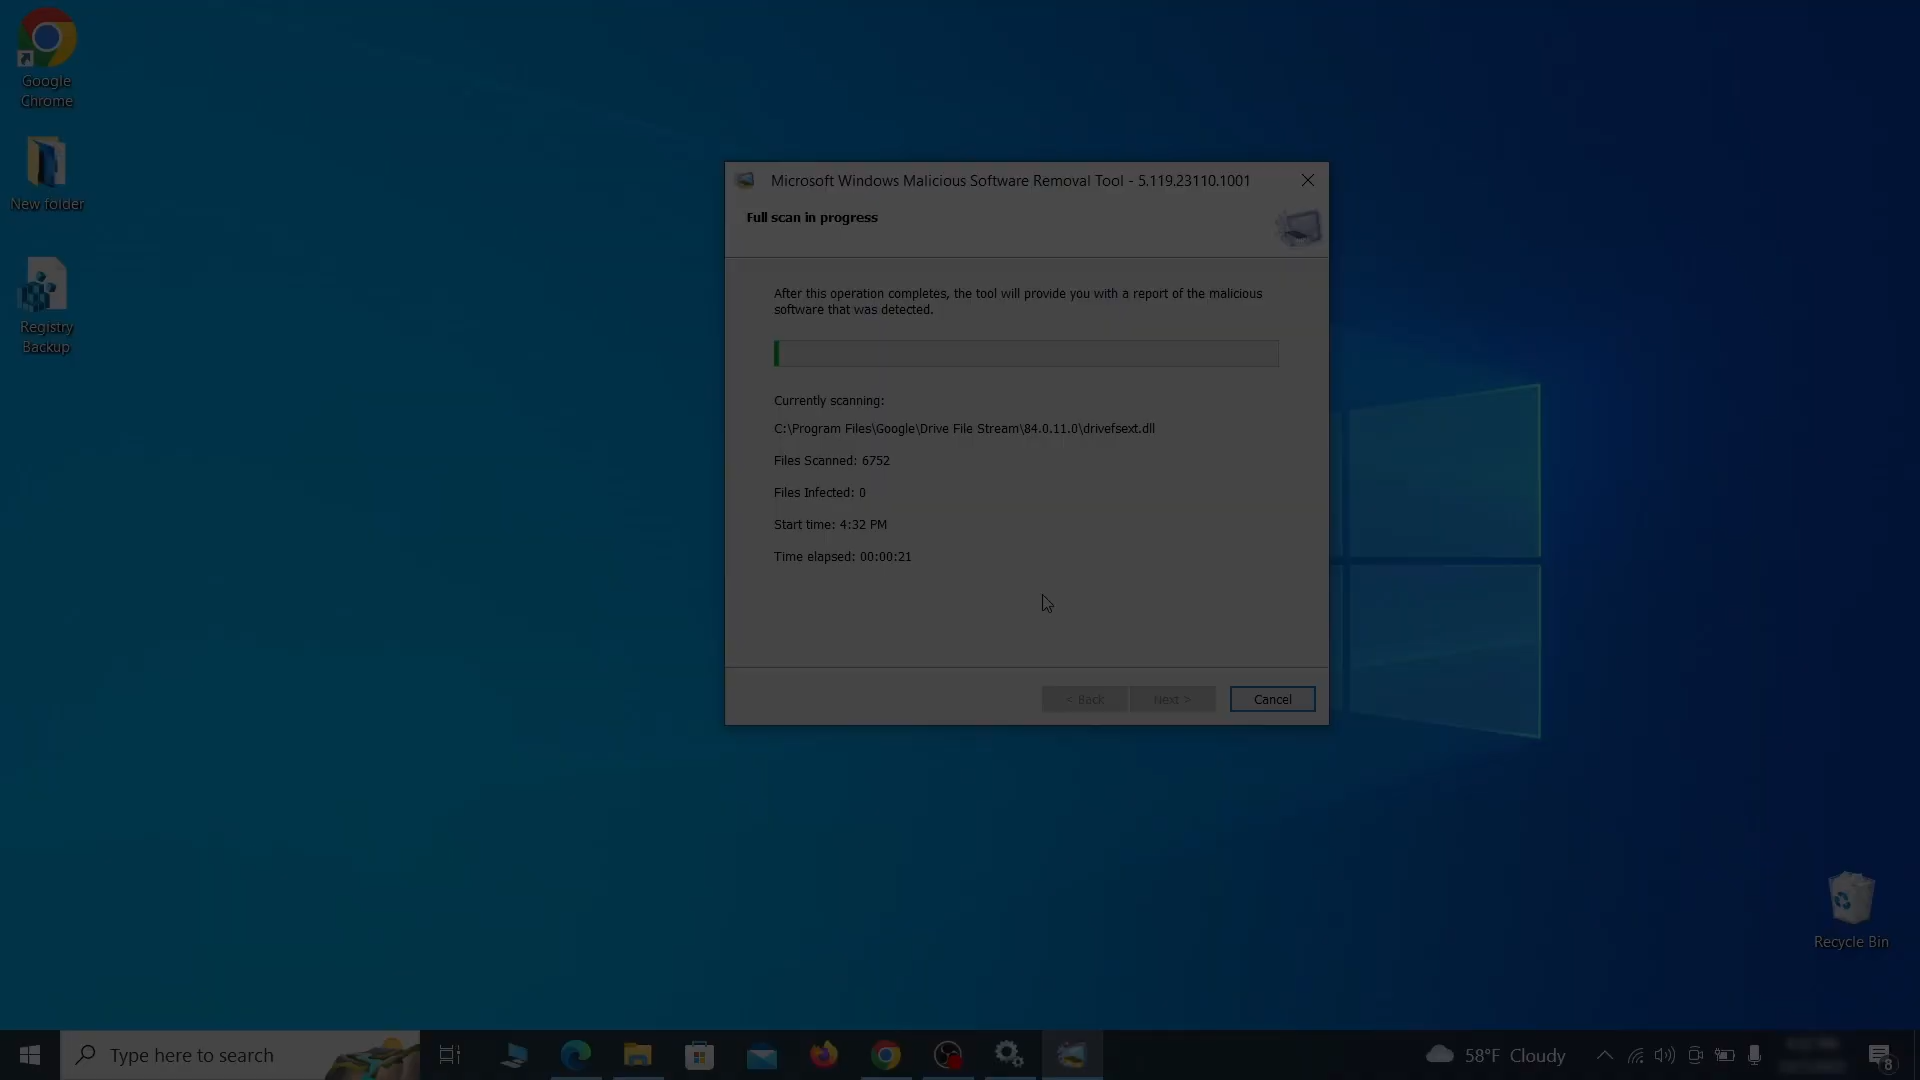 Google
Chrome
New folder
Registry
Backup
Microsoft Windows Malicious Software Removal Tool - 5.119.23110.1001
Full scan in progress
After this operation completes, the tool will provide you with a report of the malicious
software that was detected.
Currently scanning:
C:\Program Files\Google\Drive File Stream\84.0.11.0\drivefsext.dll
Files Scanned: 6752
Files Infected: 0
Start time: 4:32 PM
Time elapsed: 00:00:21
< Back
Next >
Cancel
Recycle Bin
Type here to search
58°F Cloudy
8